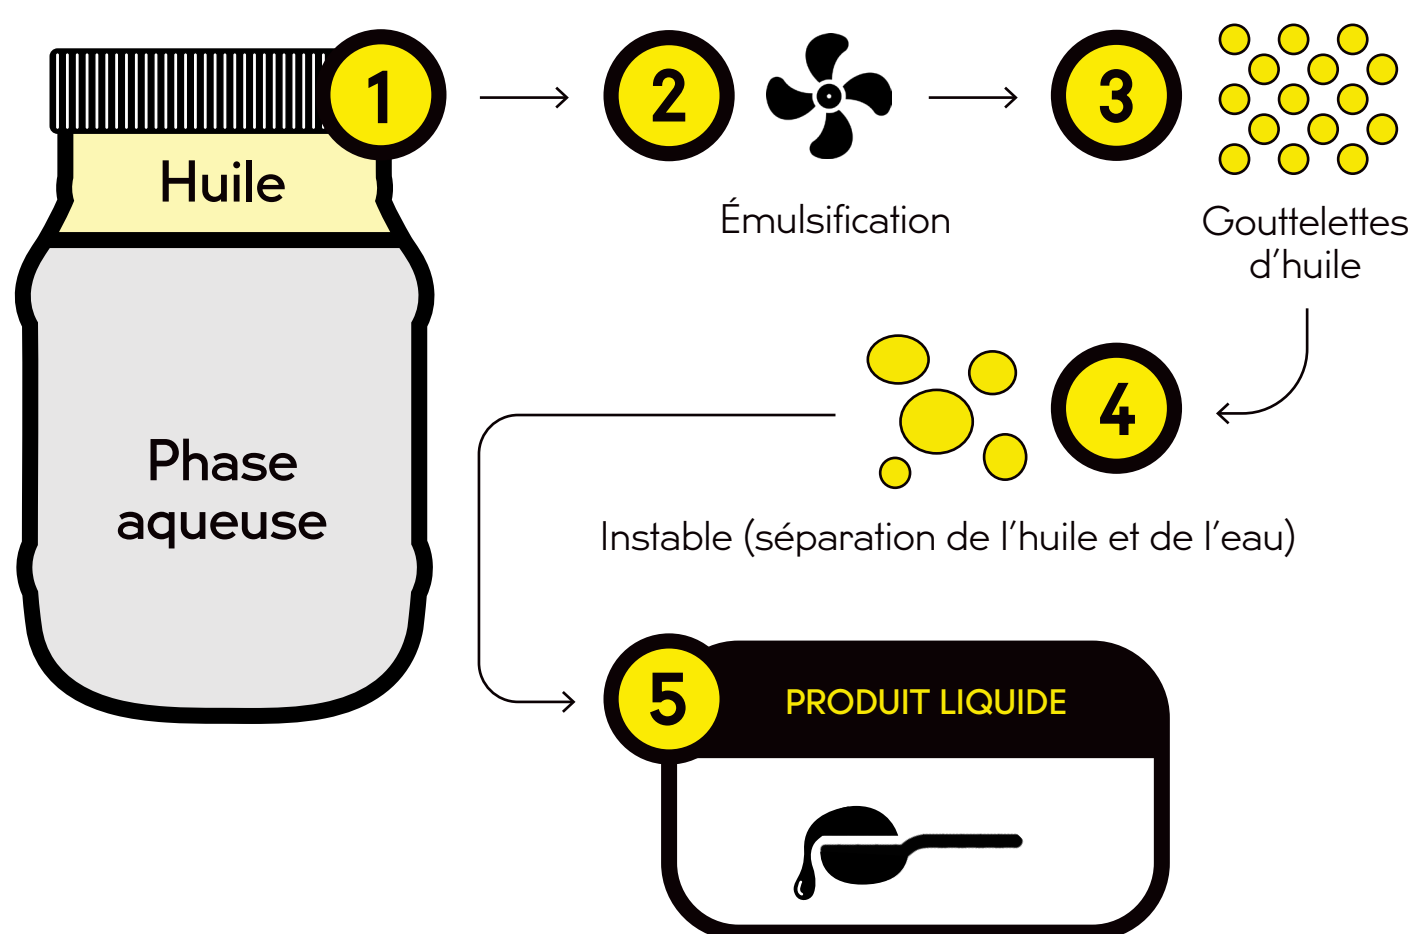 1
Huile
Phase
aqueuse
2
Émulsification
3
Gouttelettes
d'huile
4
Instable (séparation de l'huile et de l'eau)
5
PRODUIT LIQUIDE